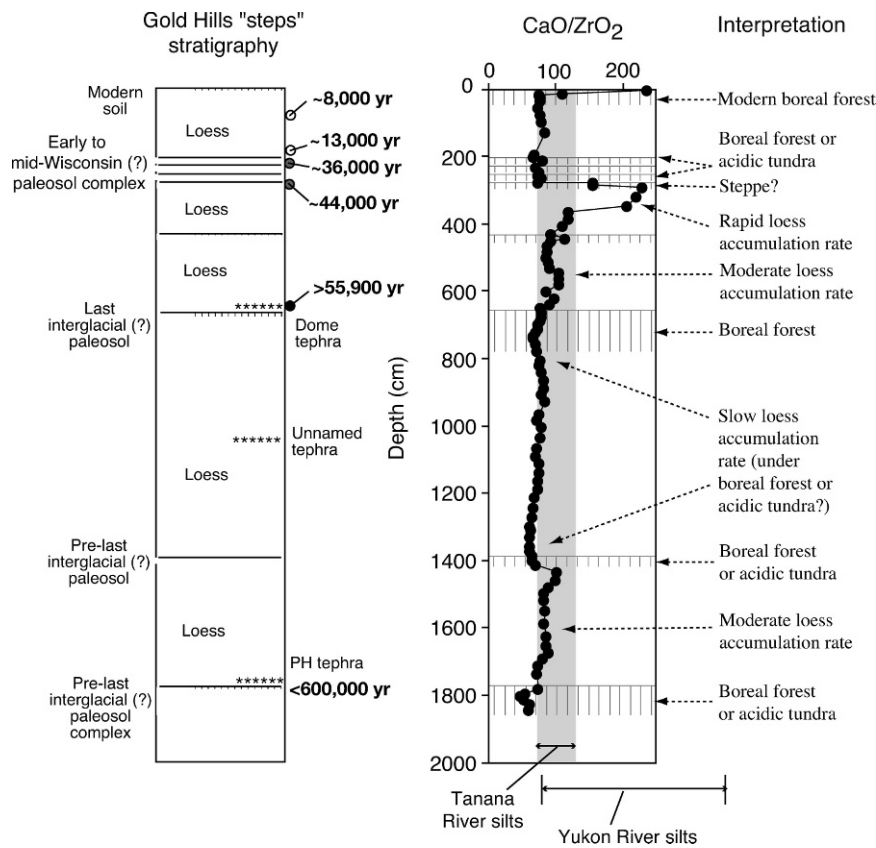 Gold Hills "steps"
stratigraphy
Modern
soil
Loess
~8,000 yr
~13,000 yr
Early to
mid-Wisconsin (?)
paleosol complex
~36,000 yr
~44,000 yr
Loess
Loess
>55,900 yr
******
Last
interglacial (?)
paleosol
Dome
tephra
******
Unnamed
tephra
Loess
Pre-last
interglacial (?)
paleosol
Loess
PH tephra
******
<600,000 yr
Pre-last
interglacial (?)
paleosol
complex
CaO/ZrO2
0 100 200
0
200
400
600
800
1000
1200
1400
1600
1800
2000
Depth (cm)
Tanana
River silts
Yukon River silts
Interpretation
Modern boreal forest
Boreal forest or
acidic tundra
Steppe?
Rapid loess
accumulation rate
Moderate loess
accumulation rate
Boreal forest
Slow loess
accumulation
rate (under
boreal forest or
acidic tundra?)
Boreal forest
or acidic tundra
Moderate loess
accumulation rate
Boreal forest
or acidic tundra